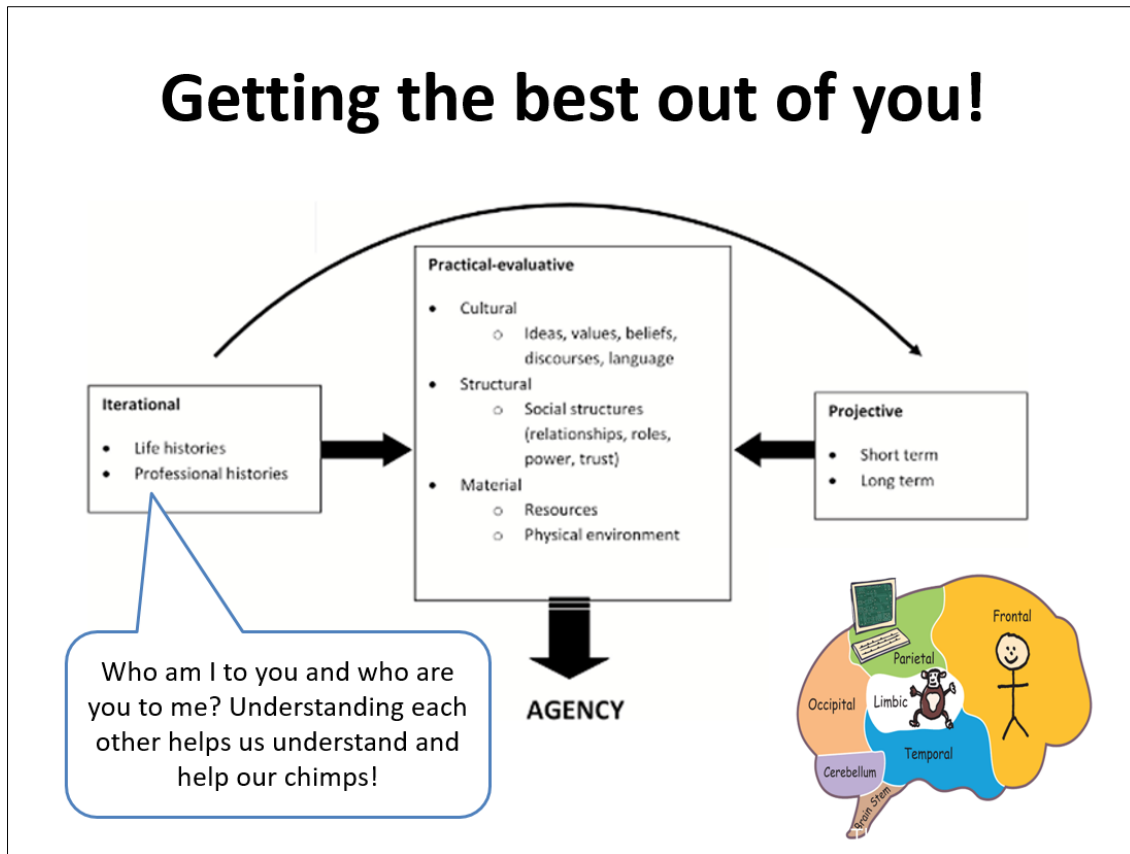 Getting the best out of you!
Practical-evaluative
• Cultural
o Ideas, values, beliefs,
discourses, language
• Structural
o Social structures
(relationships, roles,
power, trust)
• Material
o Resources
o Physical environment
Iterational
• Life histories
• Professional histories
Projective
• Short term
• Long term
AGENCY
Who am I to you and who are
you to me? Understanding each
other helps us understand and
help our chimps!
Frontal
Parietal
Occipital
Limbic
Temporal
Cerebellum
Brain Stem